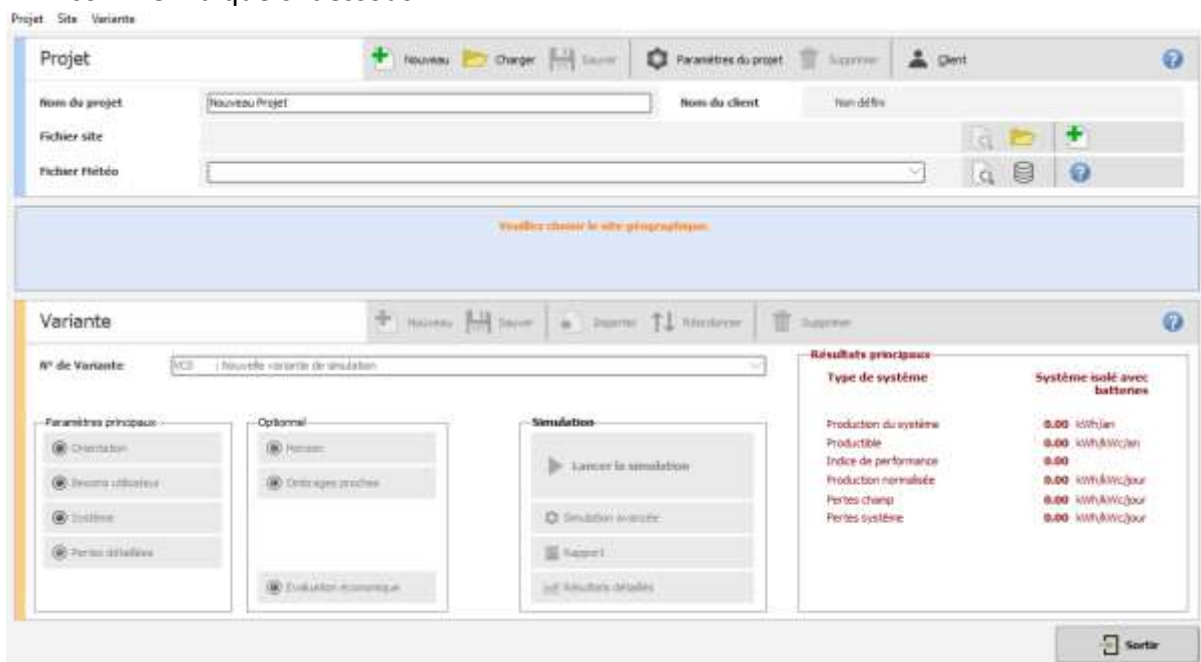 Projet Site Variante
Projet
Nouveau Charger Sauver Paramètres du projet Supprimer Client
Nom du projet Nouveau Projet Nom du client Non défini
Fichier site
Fichier Météo
Veuillez choisir le site géographique.
Variante
Nouveau Sauver Importer Réordonner Supprimer
N° de Variante VC0 : Nouvelle variante de simulation
Résultats principaux
Type de système Système isolé avec batteries
Paramètres principaux Optionnel Simulation
Orientation Horizon Lancer la simulation
Besoins utilisateur Ombrages proches
Système Simulation avancée
Pertes détaillées Rapport
Evaluation économique Résultats détaillés
Production du système 0.00 kWh/an
Productible 0.00 kWh/kWc/an
Indice de performance 0.00
Production normalisée 0.00 kWh/kWc/jour
Pertes champ 0.00 kWh/kWc/jour
Pertes système 0.00 kWh/kWc/jour
Sortir